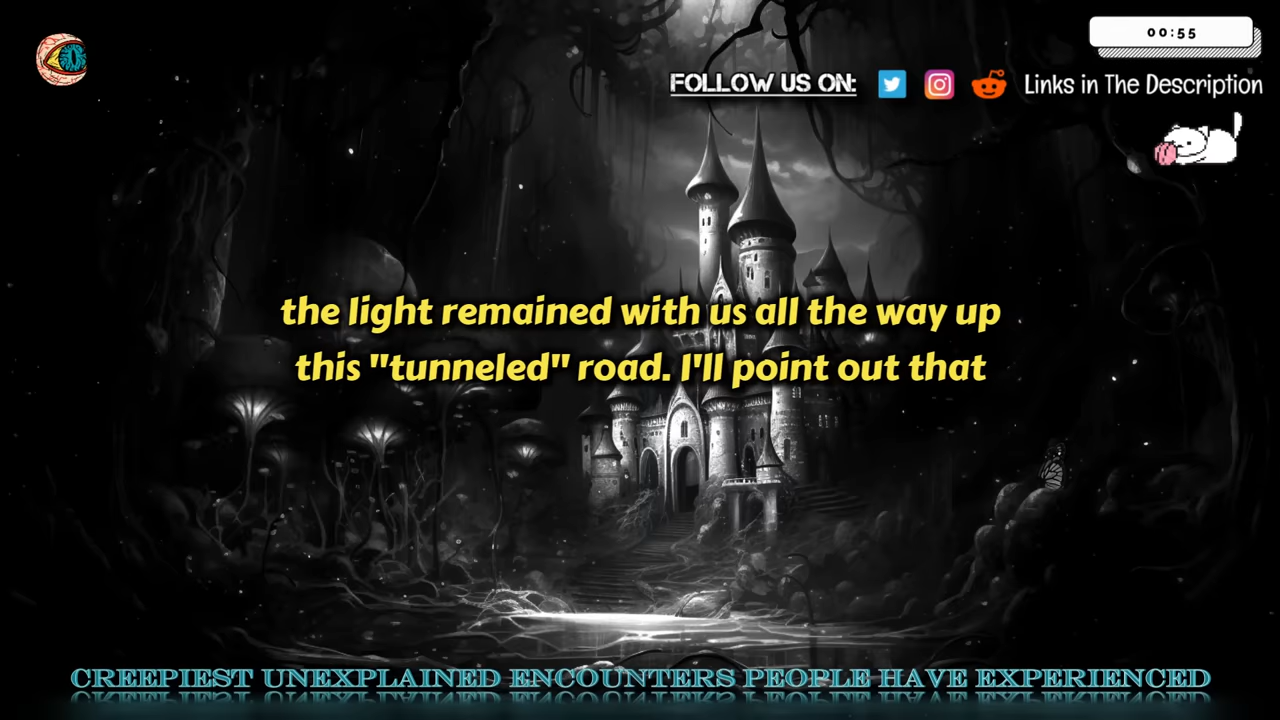 00:55
FOLLOW US ON: Links in The Description
the light remained with us all the way up
this "tunneled" road. I'll point out that
CREEPIEST UNEXPLAINED ENCOUNTERS PEOPLE HAVE EXPERIENCED